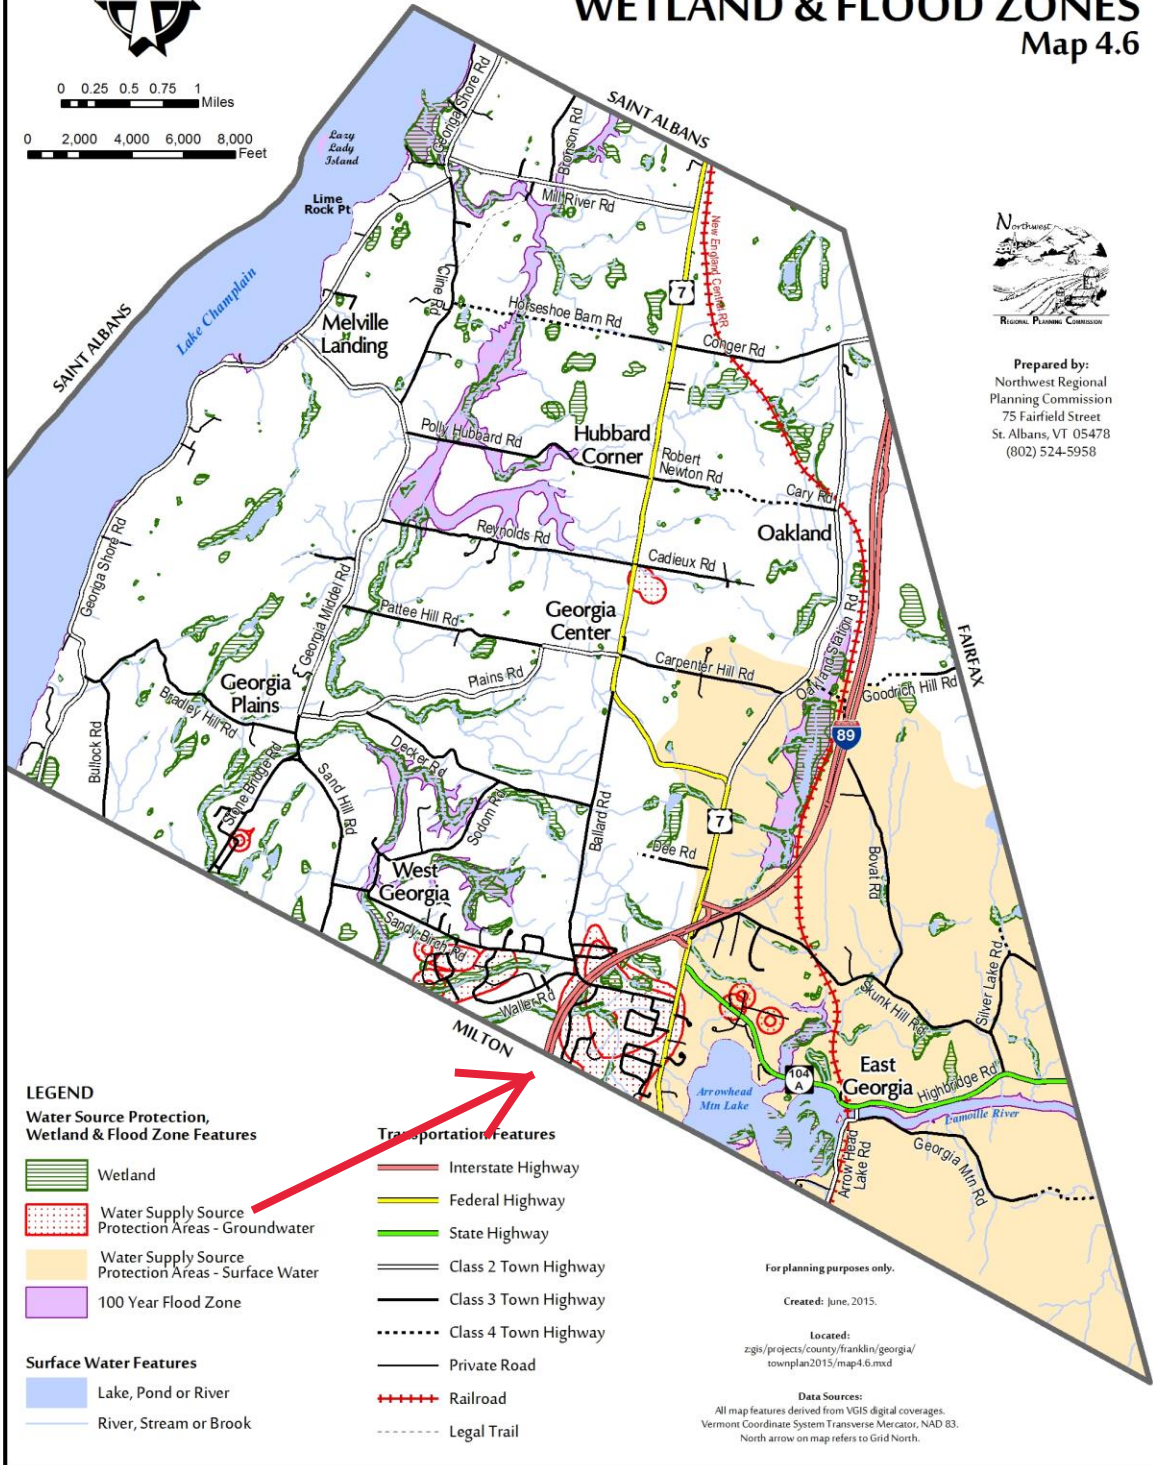 WETLAND & FLOOD ZONES
Map 4.6
0 0.25 0.5 0.75 1
Miles
0 2,000 4,000 6,000 8,000
Feet
SAINT ALBANS
Georgia Shore Rd
Bronson Rd
Lazy
Lady
Island
Lime
Rock Pt
Mill River Rd
New England Central RR
Northwest
REGIONAL PLANNING COMMISSION
Lake Champlain
Cline Rd
7
Horseshoe Barn Rd
SAINT ALBANS
Melville
Landing
Conger Rd
Prepared by:
Northwest Regional
Planning Commission
75 Fairfield Street
St. Albans, VT 05478
(802) 524-5958
Polly Hubbard Rd
Hubbard
Corner
Robert
Newton Rd
Cary Rd
Georgia Shore Rd
Reynolds Rd
Oakland
Cadieux Rd
Georgia Middel Rd
Pattee Hill Rd
Georgia
Center
Oakland Station Rd
FAIRFAX
Carpenter Hill Rd
Plains Rd
Goodrich Hill Rd
Georgia
Plains
Bradley Hill Rd
89
Bullock Rd
Stone Bridge Rd
Sand Hill Rd
Decker Rd
Sodom Rd
Ballard Rd
7
Dee Rd
Bovat Rd
West
Georgia
Sandy Birch Rd
Waller Rd
Skunk Hill Rd
Silver Lake Rd
MILTON
104
A
East
Georgia
Highbridge Rd
Arrowhead
Mtn Lake
Lamoille River
Arrow Head
Lake Rd
Georgia Mtn Rd
LEGEND
Water Source Protection,
Wetland & Flood Zone Features
Wetland
Water Supply Source
Protection Areas - Groundwater
Water Supply Source
Protection Areas - Surface Water
100 Year Flood Zone
Surface Water Features
Lake, Pond or River
River, Stream or Brook
Transportation Features
Interstate Highway
Federal Highway
State Highway
Class 2 Town Highway
Class 3 Town Highway
Class 4 Town Highway
Private Road
Railroad
Legal Trail
For planning purposes only.
Created: June, 2015.
Located:
z:gis/projects/county/franklin/georgia/
townplan2015/map4.6.mxd
Data Sources:
All map features derived from VGIS digital coverages.
Vermont Coordinate System Transverse Mercator, NAD 83.
North arrow on map refers to Grid North.